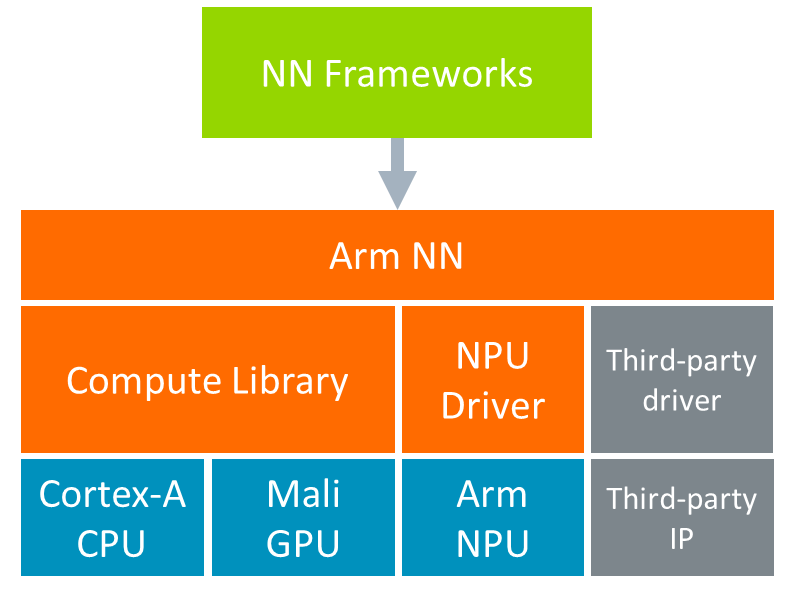 NN Frameworks
Arm NN
Compute Library
NPU
Driver
Third-party
driver
Cortex-A
CPU
Mali
GPU
Arm
NPU
Third-party
IP